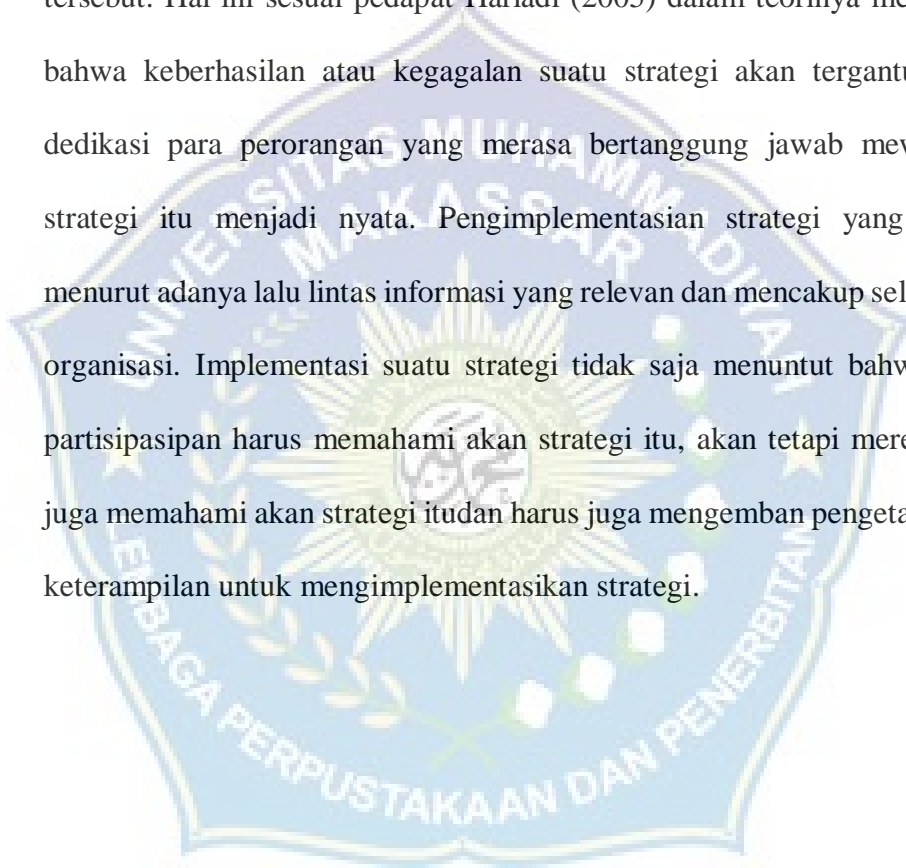 tersebut. Hal ini sesuai pedapat Hariadi (2005) dalam teorinya me
bahwa keberhasilan atau kegagalan suatu strategi akan tergantu
dedikasi para perorangan yang merasa bertanggung jawab mew
strategi itu menjadi nyata. Pengimplementasian strategi yang
menurut adanya lalu lintas informasi yang relevan dan mencakup sel
organisasi. Implementasi suatu strategi tidak saja menuntut bahw
partisipasipan harus memahami akan strategi itu, akan tetapi mere
juga memahami akan strategi itudan harus juga mengemban pengeta
keterampilan untuk mengimplementasikan strategi.
UNIVERSITAS MUHAMMADIYAH
MAKASSAR
LEMBAGA PERPUSTAKAAN DAN PENERBITAN